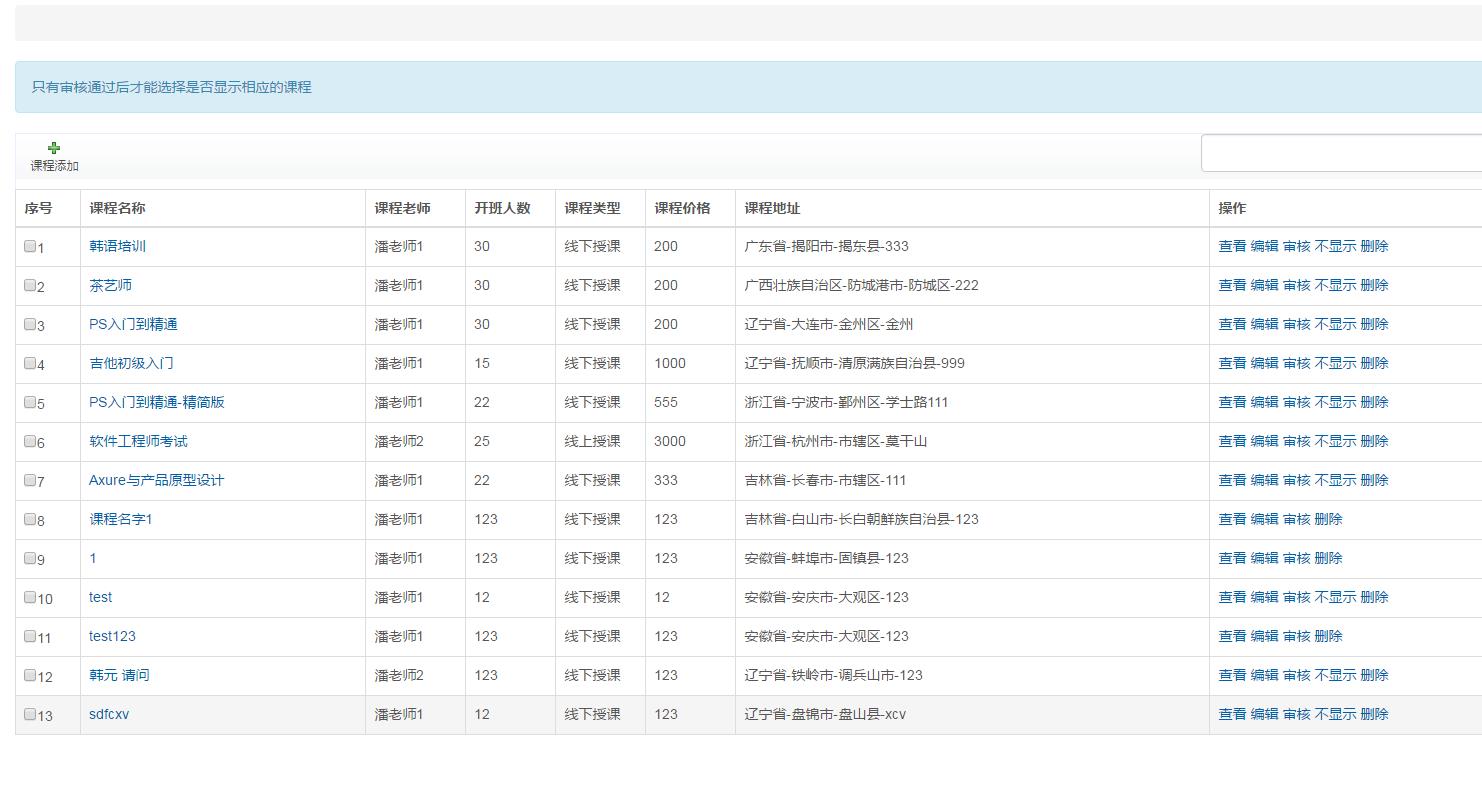 只有审核通过后才能选择是否显示相应的课程
课程添加
序号 课程名称 课程老师 开班人数 课程类型 课程价格 课程地址 操作
1 韩语培训 潘老师1 30 线下授课 200 广东省-揭阳市-揭东县-333 查看 编辑 审核 不显示 删除
2 茶艺师 潘老师1 30 线下授课 200 广西壮族自治区-防城港市-防城区-222 查看 编辑 审核 不显示 删除
3 PS入门到精通 潘老师1 30 线下授课 200 辽宁省-大连市-金州区-金州 查看 编辑 审核 不显示 删除
4 吉他初级入门 潘老师1 15 线下授课 1000 辽宁省-抚顺市-清原满族自治县-999 查看 编辑 审核 不显示 删除
5 PS入门到精通-精简版 潘老师1 22 线下授课 555 浙江省-宁波市-鄞州区-学士路111 查看 编辑 审核 不显示 删除
6 软件工程师考试 潘老师2 25 线上授课 3000 浙江省-杭州市-市辖区-莫干山 查看 编辑 审核 不显示 删除
7 Axure与产品原型设计 潘老师1 22 线下授课 333 吉林省-长春市-市辖区-111 查看 编辑 审核 不显示 删除
8 课程名字1 潘老师1 123 线下授课 123 吉林省-白山市-长白朝鲜族自治县-123 查看 编辑 审核 删除
9 1 潘老师1 123 线下授课 123 安徽省-蚌埠市-固镇县-123 查看 编辑 审核 删除
10 test 潘老师1 12 线下授课 12 安徽省-安庆市-大观区-123 查看 编辑 审核 不显示 删除
11 test123 潘老师1 123 线下授课 123 安徽省-安庆市-大观区-123 查看 编辑 审核 删除
12 韩元 请问 潘老师2 123 线下授课 123 辽宁省-铁岭市-调兵山市-123 查看 编辑 审核 不显示 删除
13 sdfcxv 潘老师1 12 线下授课 123 辽宁省-盘锦市-盘山县-xcv 查看 编辑 审核 不显示 删除